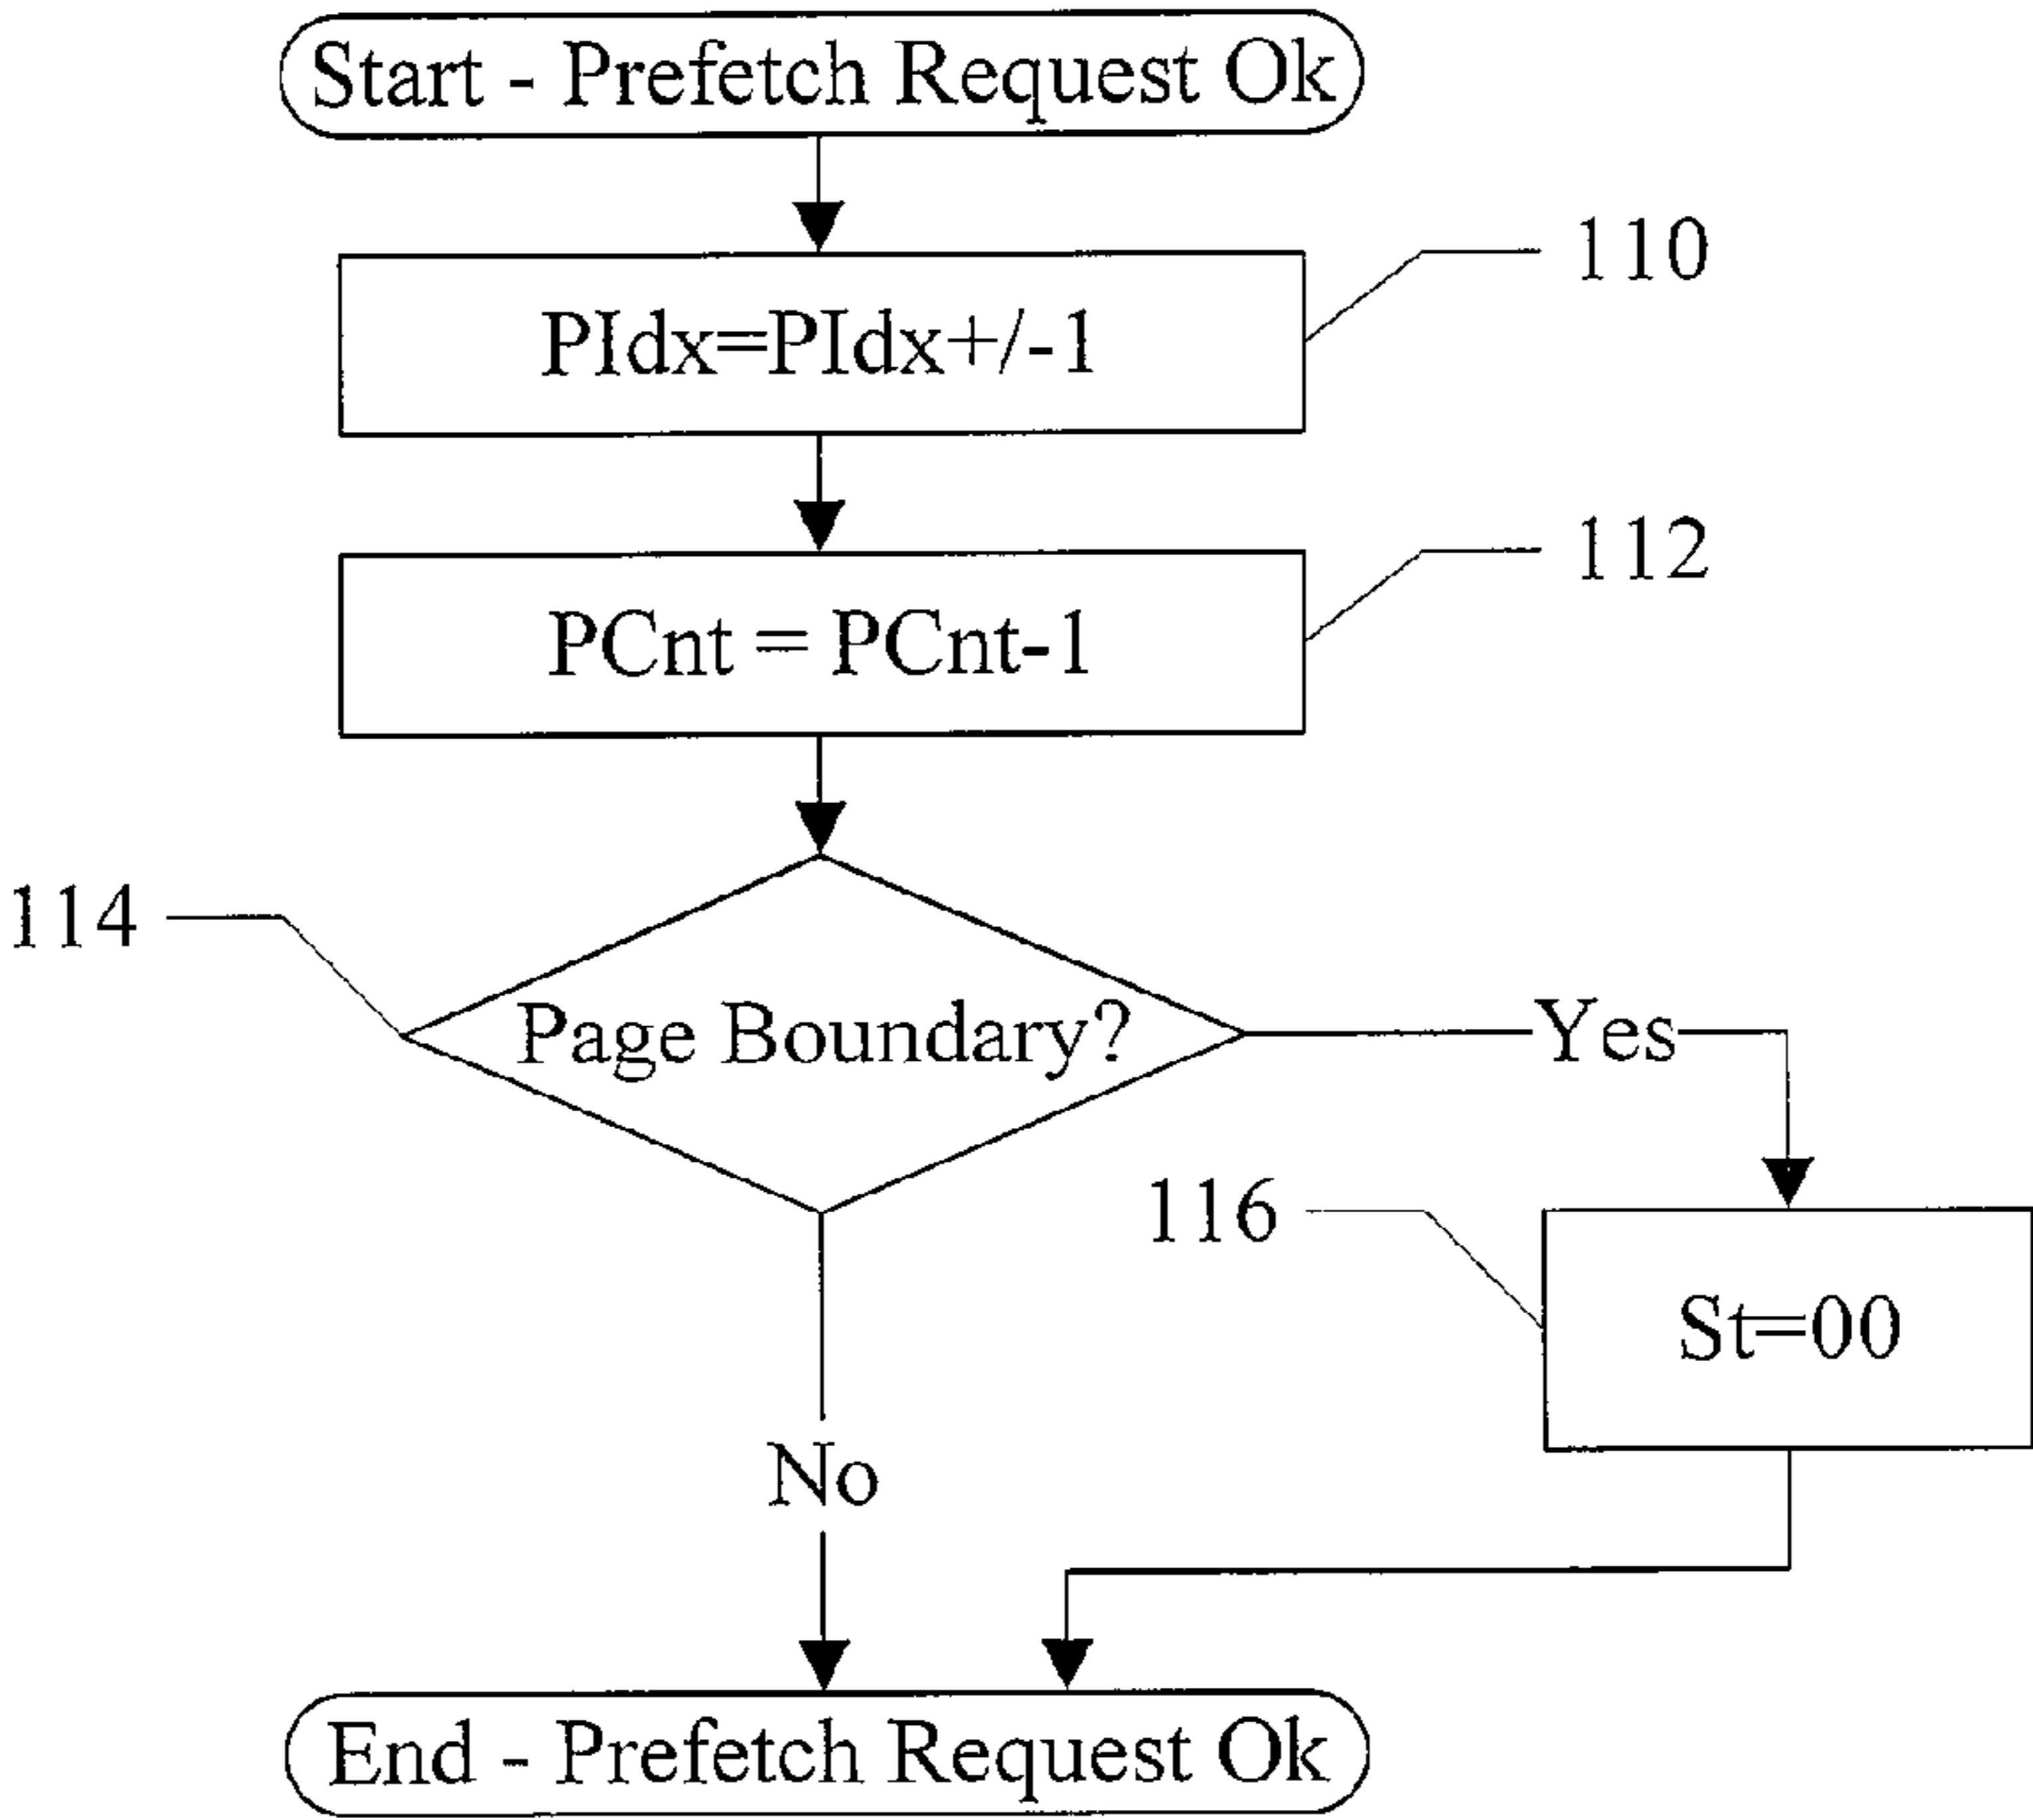 Start - Prefetch Request Ok
110
PIdx=PIdx+/-1
112
PCnt = PCnt-1
114
Page Boundary?
Yes
116
St=00
No
End - Prefetch Request Ok